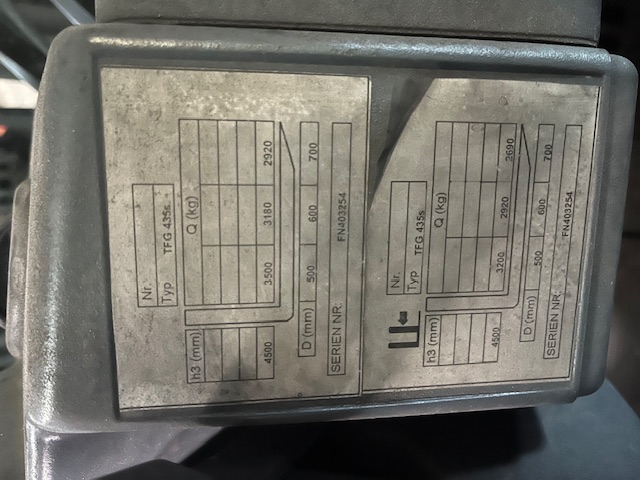 Nr.
Typ TFG 435s
h3 (mm) Q (kg)
4500 3500 3180 2920
D (mm) 500 600 700
SERIEN NR: FN403254
Nr.
Typ TFG 435s
h3 (mm) Q (kg)
4500 3200 2920 2690
D (mm) 500 600 700
SERIEN NR: FN403254